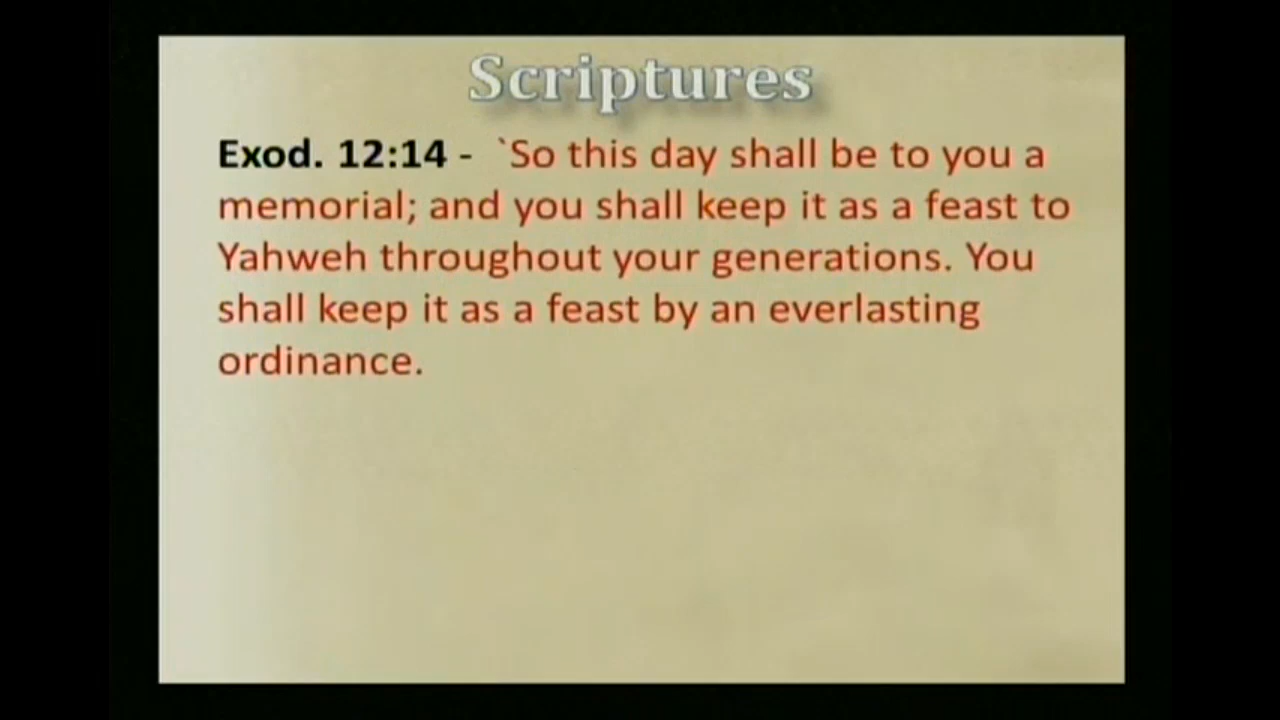 Scriptures
Exod. 12:14 - `So this day shall be to you a
memorial; and you shall keep it as a feast to
Yahweh throughout your generations. You
shall keep it as a feast by an everlasting
ordinance.